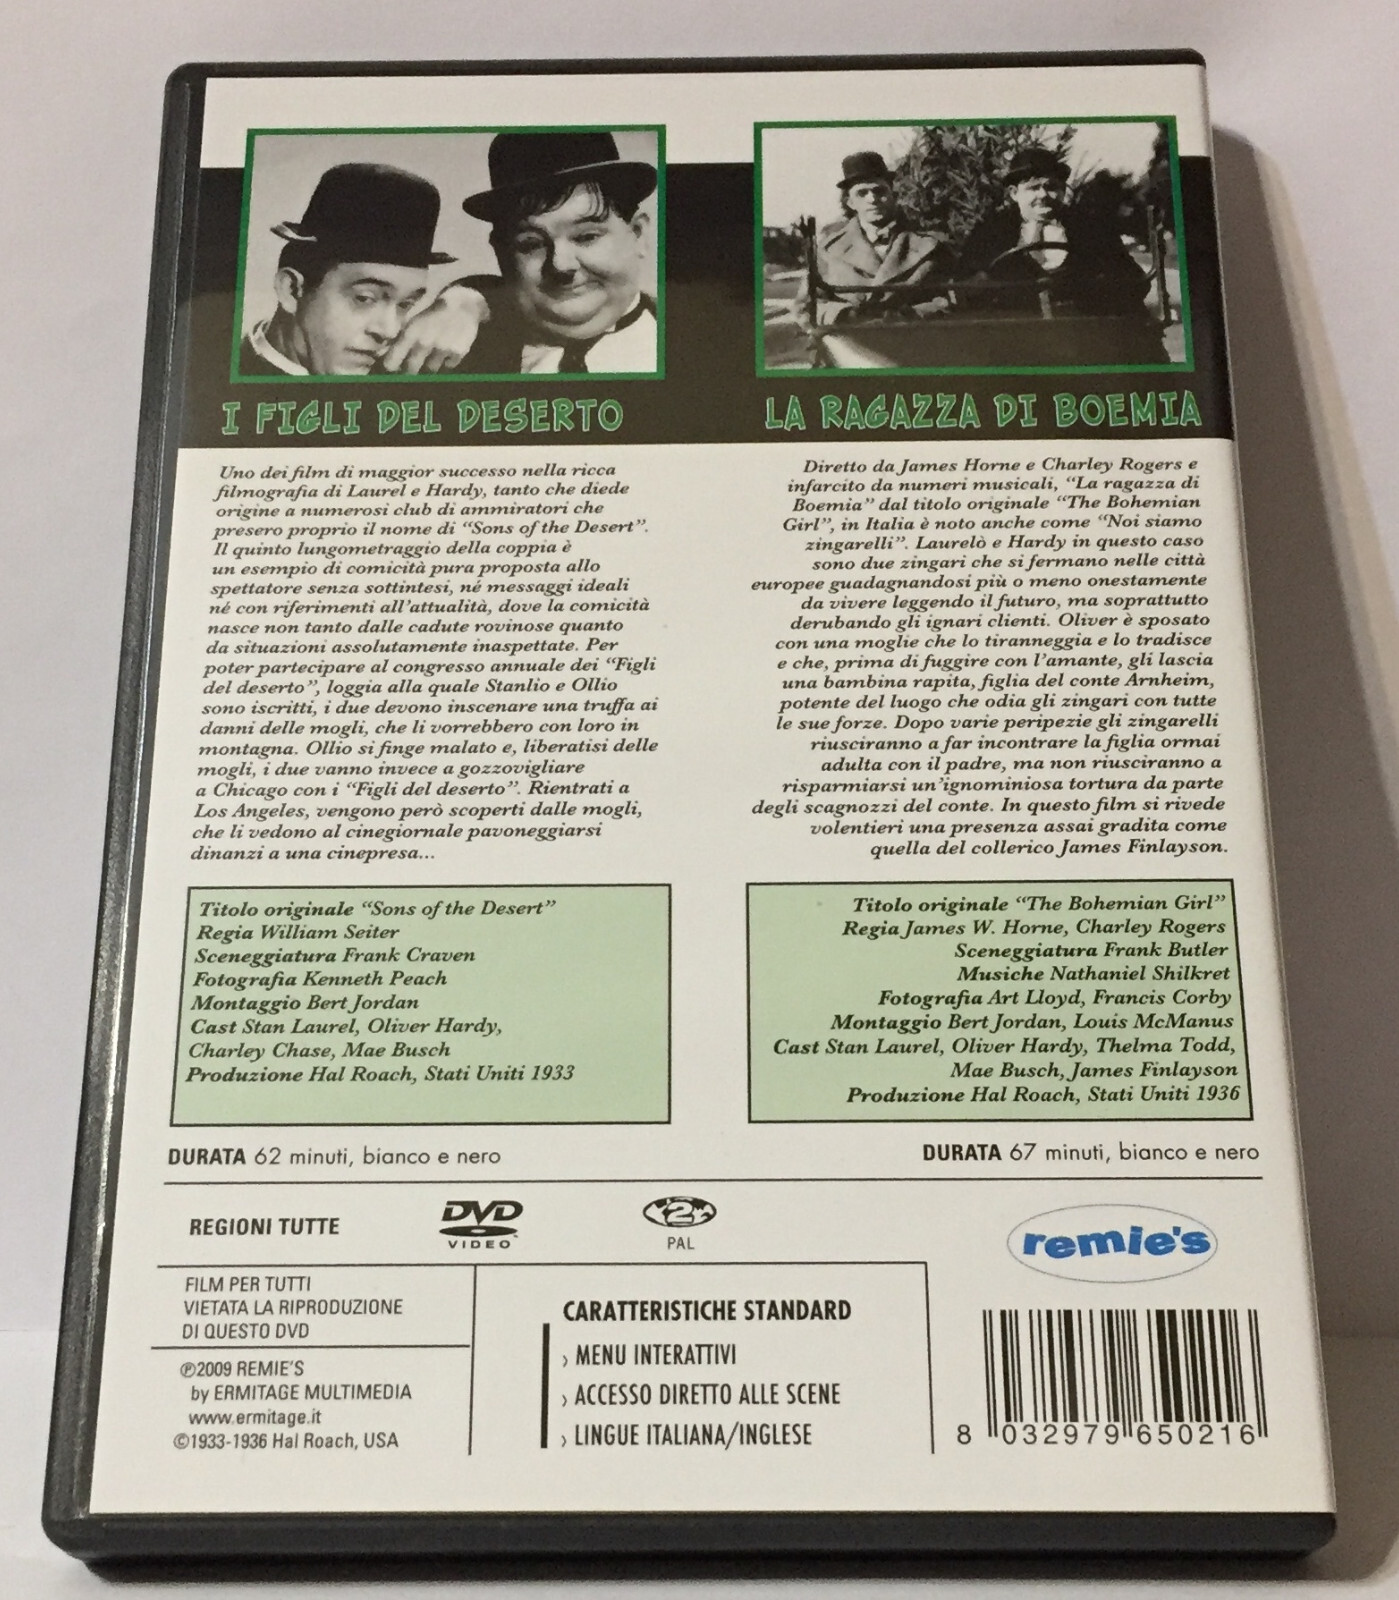 I FIGLI DEL DESERTO
Uno dei film di maggior successo nella ricca
filmografia di Laurel e Hardy, tanto che diede
origine a numerosi club di ammiratori che
presero proprio il nome di “Sons of the Desert”.
Il quinto lungometraggio della coppia è
un esempio di comicità pura proposta allo
spettatore senza sottintesi, né messaggi ideali
né con riferimenti all’attualità, dove la comicità
nasce non tanto dalle cadute rovinose quanto
da situazioni assolutamente inaspettate. Per
poter partecipare al congresso annuale dei “Figli
del deserto”, loggia alla quale Stanlio e Ollio
sono iscritti, i due devono inscenare una truffa ai
danni delle mogli, che li vorrebbero con loro in
montagna. Ollio si finge malato e, liberatisi delle
mogli, i due vanno invece a gozzovigliare
a Chicago con i “Figli del deserto”. Rientrati a
Los Angeles, vengono però scoperti dalle mogli,
che li vedono al cinegiornale pavoneggiarsi
dinanzi a una cinepresa...
Titolo originale “Sons of the Desert”
Regia William Seiter
Sceneggiatura Frank Craven
Fotografia Kenneth Peach
Montaggio Bert Jordan
Cast Stan Laurel, Oliver Hardy,
Charley Chase, Mae Busch
Produzione Hal Roach, Stati Uniti 1933
DURATA 62 minuti, bianco e nero
LA RAGAZZA DI BOEMIA
Diretto da James Horne e Charley Rogers e
infarcito da numeri musicali, “La ragazza di
Boemia” dal titolo originale “The Bohemian
Girl”, in Italia è noto anche come “Noi siamo
zingarelli”. Laurelò e Hardy in questo caso
sono due zingari che si fermano nelle città
europee guadagnandosi più o meno onestamente
da vivere leggendo il futuro, ma soprattutto
derubando gli ignari clienti. Oliver è sposato
con una moglie che lo tiranneggia e lo tradisce
e che, prima di fuggire con l’amante, gli lascia
una bambina rapita, figlia del conte Arnheim,
potente del luogo che odia gli zingari con tutte
le sue forze. Dopo varie peripezie gli zingarelli
riusciranno a far incontrare la figlia ormai
adulta con il padre, ma non riusciranno a
risparmiarsi un’ignominiosa tortura da parte
degli scagnozzi del conte. In questo film si rivede
volentieri una presenza assai gradita come
quella del collerico James Finlayson.
Titolo originale “The Bohemian Girl”
Regia James W. Horne, Charley Rogers
Sceneggiatura Frank Butler
Musiche Nathaniel Shilkret
Fotografia Art Lloyd, Francis Corby
Montaggio Bert Jordan, Louis McManus
Cast Stan Laurel, Oliver Hardy, Thelma Todd,
Mae Busch, James Finlayson
Produzione Hal Roach, Stati Uniti 1936
DURATA 67 minuti, bianco e nero
REGIONI TUTTE
DVD
VIDEO
2
PAL
remie's
FILM PER TUTTI
VIETATA LA RIPRODUZIONE
DI QUESTO DVD
℗2009 REMIE'S
by ERMITAGE MULTIMEDIA
www.ermitage.it
©1933-1936 Hal Roach, USA
CARATTERISTICHE STANDARD
› MENU INTERATTIVI
› ACCESSO DIRETTO ALLE SCENE
› LINGUE ITALIANA/INGLESE
8 032979 650216